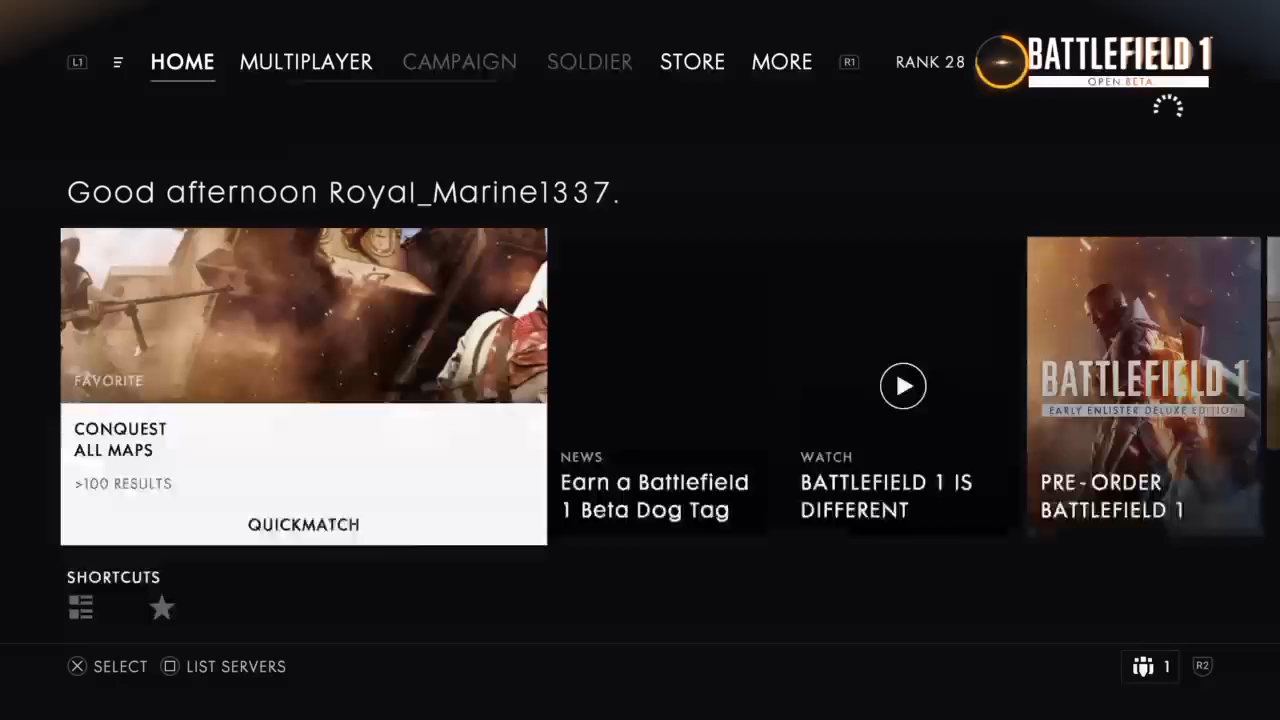 L1 HOME MULTIPLAYER CAMPAIGN SOLDIER STORE MORE R1 RANK 28 BATTLEFIELD 1
OPEN BETA
Good afternoon Royal_Marine1337.
FAVORITE
CONQUEST
ALL MAPS
>100 RESULTS
QUICKMATCH
NEWS
Earn a Battlefield
1 Beta Dog Tag
WATCH
BATTLEFIELD 1 IS
DIFFERENT
BATTLEFIELD 1
EARLY ENLISTER DELUXE EDITION
PRE-ORDER
BATTLEFIELD 1
SHORTCUTS
SELECT LIST SERVERS
1 R2